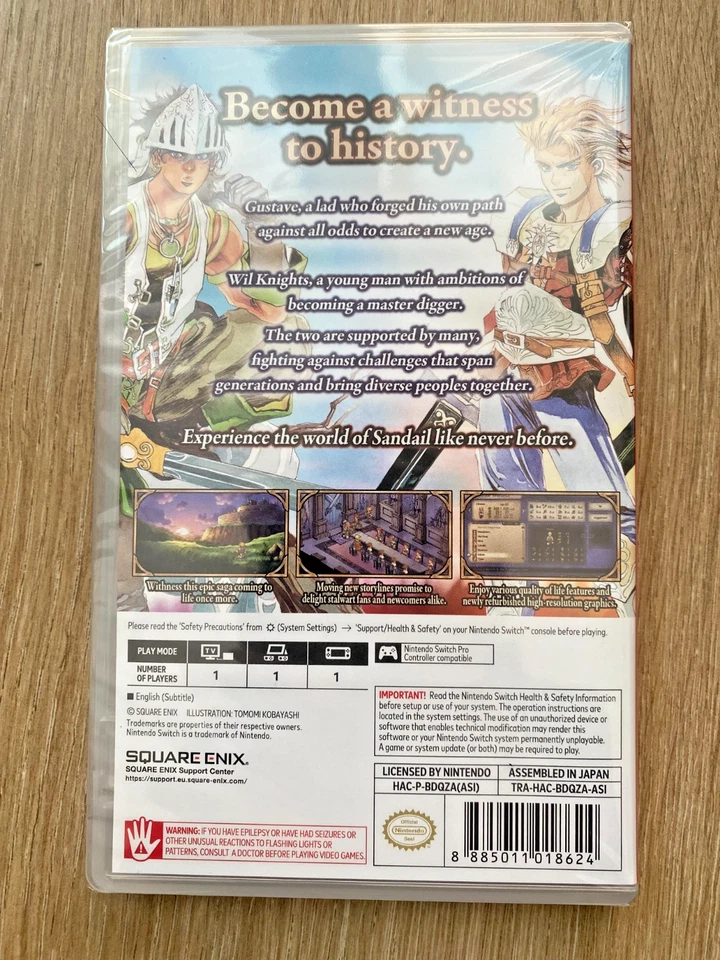 Become a witness
to history.
Gustave, a lad who forged his own path
against all odds to create a new age.
Wil Knights, a young man with ambitions of
becoming a master digger.
The two are supported by many,
fighting against challenges that span
generations and bring diverse peoples together.
Experience the world of Sandail like never before.
Withness this epic saga coming to
life once more.
Moving new storylines promise to
delight stalwart fans and newcomers alike.
Enjoy various quality of life features and
newly refurbished high-resolution graphics.
Please read the 'Safety Precautions' from (System Settings) → 'Support/Health & Safety' on your Nintendo Switch™ console before playing.
PLAY MODE
TV
NUMBER
OF PLAYERS
1
1
1
Nintendo Switch Pro
Controller compatible
■ English (Subtitle)
© SQUARE ENIX ILLUSTRATION: TOMOMI KOBAYASHI
Trademarks are properties of their respective owners.
Nintendo Switch is a trademark of Nintendo.
SQUARE ENIX.
SQUARE ENIX Support Center
https://support.eu.square-enix.com/
IMPORTANT! Read the Nintendo Switch Health & Safety Information
before setup or use of your system. The operation instructions are
located in the system settings. The use of an unauthorized device or
software that enables technical modification may render this
software or your Nintendo Switch system permanently unplayable.
A game or system update (or both) may be required to play.
LICENSED BY NINTENDO
ASSEMBLED IN JAPAN
HAC-P-BDQZA(ASI)
TRA-HAC-BDQZA-ASI
WARNING: IF YOU HAVE EPILEPSY OR HAVE HAD SEIZURES OR
OTHER UNUSUAL REACTIONS TO FLASHING LIGHTS OR
PATTERNS, CONSULT A DOCTOR BEFORE PLAYING VIDEO GAMES.
Official
Nintendo
Seal
8 885011 018624